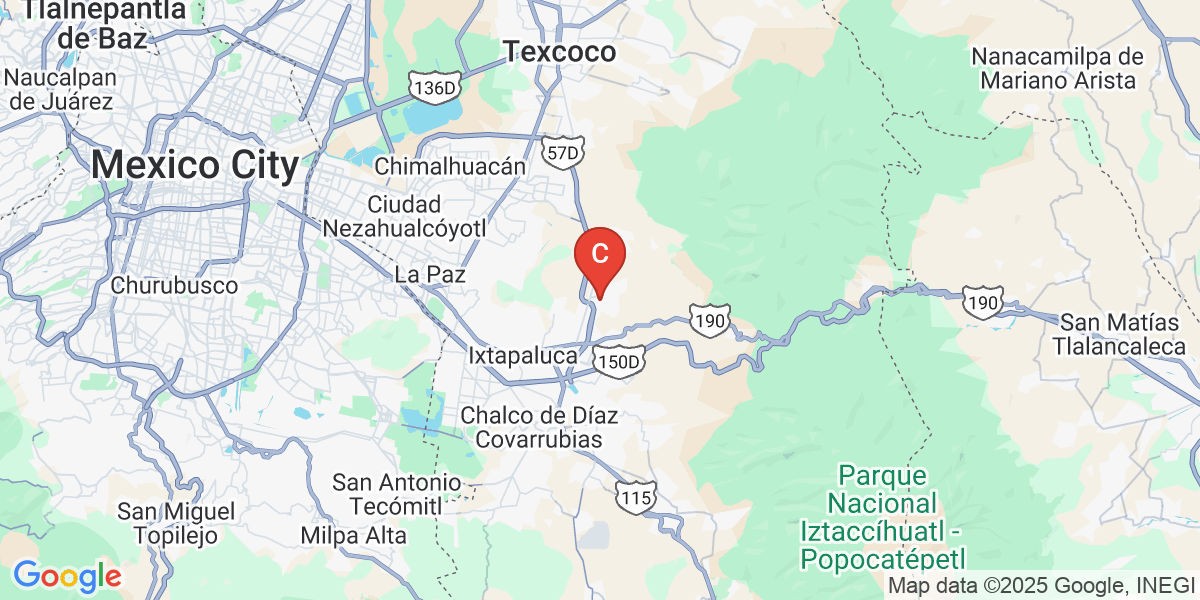 Tlalnepantla
de Baz
Texcoco
Nanacamilpa de
Mariano Arista
Naucalpan
de Juárez
136D
Mexico City
57D
Chimalhuacán
Ciudad
Nezahualcóyotl
C
La Paz
Churubusco
190
190
San Matías
Tlalancaleca
Ixtapaluca
150D
Chalco de Díaz
Covarrubias
San Antonio
Tecómitl
115
Parque
Nacional
Iztaccíhuatl -
Popocatépetl
San Miguel
Topilejo
Milpa Alta
Google
Map data ©2025 Google, INEGI